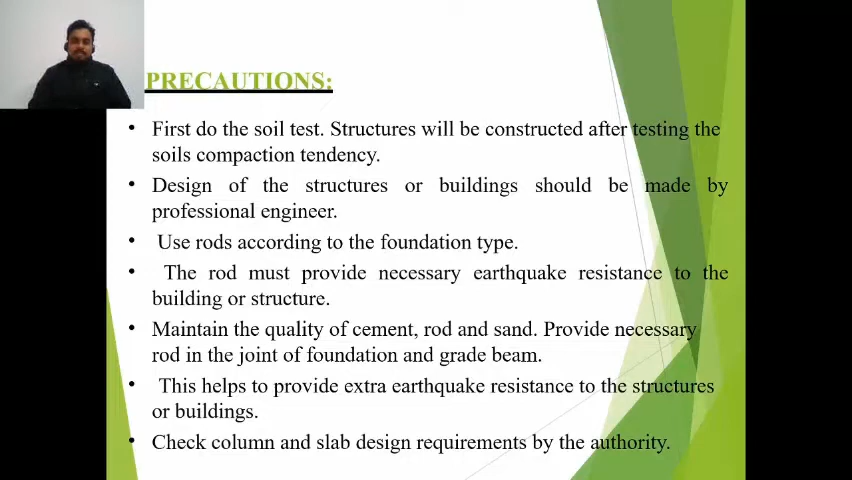 PRECAUTIONS:
• First do the soil test. Structures will be constructed after testing the
soils compaction tendency.
• Design of the structures or buildings should be made by
professional engineer.
• Use rods according to the foundation type.
• The rod must provide necessary earthquake resistance to the
building or structure.
• Maintain the quality of cement, rod and sand. Provide necessary
rod in the joint of foundation and grade beam.
• This helps to provide extra earthquake resistance to the structures
or buildings.
• Check column and slab design requirements by the authority.